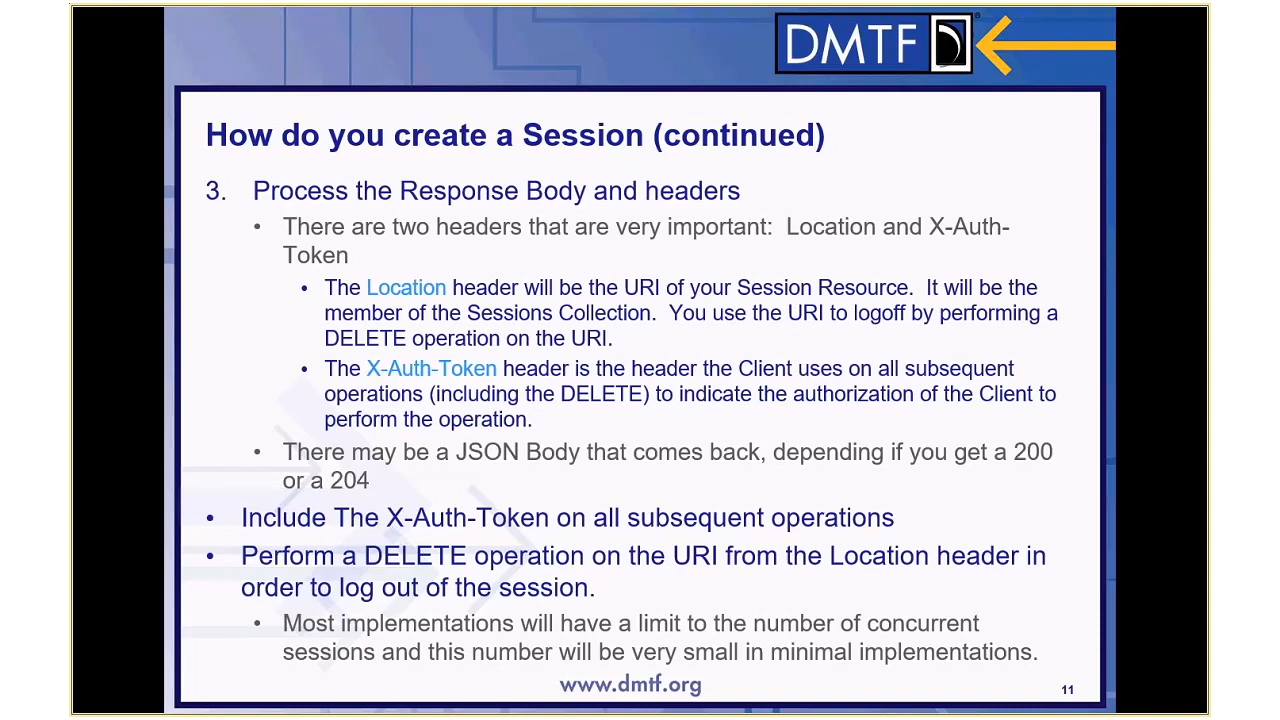 DMTF
How do you create a Session (continued)
3. Process the Response Body and headers
• There are two headers that are very important: Location and X-Auth-
Token
• The Location header will be the URI of your Session Resource. It will be the
member of the Sessions Collection. You use the URI to logoff by performing a
DELETE operation on the URI.
• The X-Auth-Token header is the header the Client uses on all subsequent
operations (including the DELETE) to indicate the authorization of the Client to
perform the operation.
• There may be a JSON Body that comes back, depending if you get a 200
or a 204
• Include The X-Auth-Token on all subsequent operations
• Perform a DELETE operation on the URI from the Location header in
order to log out of the session.
• Most implementations will have a limit to the number of concurrent
sessions and this number will be very small in minimal implementations.
www.dmtf.org
11